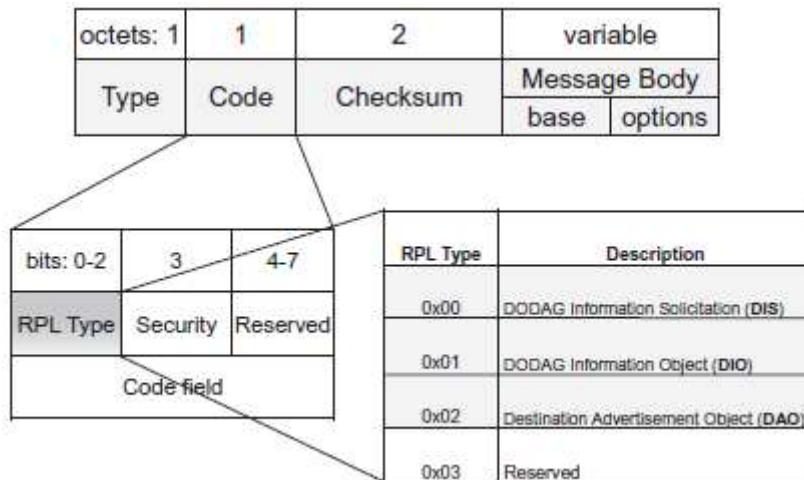 octets: 1 1 2 variable
Type Code Checksum Message Body
base options
bits: 0-2 3 4-7
RPL Type Security Reserved
Code field
RPL Type Description
0x00 DODAG Information Solicitation (DIS)
0x01 DODAG Information Object (DIO)
0x02 Destination Advertisement Object (DAO)
0x03 Reserved